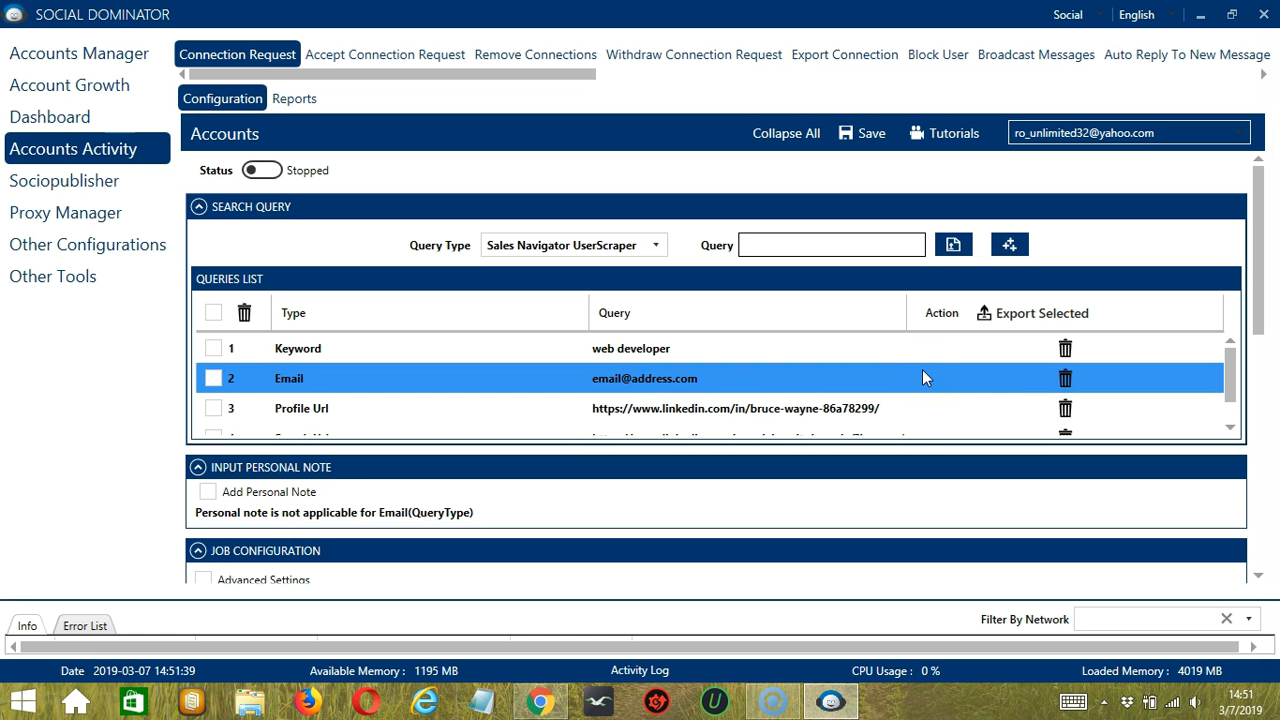 SOCIAL DOMINATOR
Social
English
Accounts Manager
Account Growth
Dashboard
Accounts Activity
Sociopublisher
Proxy Manager
Other Configurations
Other Tools
Connection Request Accept Connection Request Remove Connections Withdraw Connection Request Export Connection Block User Broadcast Messages Auto Reply To New Message
Configuration Reports
Accounts Collapse All Save Tutorials ro_unlimited32@yahoo.com
Status Stopped
SEARCH QUERY
Query Type Sales Navigator UserScraper Query
QUERIES LIST
Type Query Action Export Selected
1 Keyword web developer
2 Email email@address.com
3 Profile Url https://www.linkedin.com/in/bruce-wayne-86a78299/
INPUT PERSONAL NOTE
Add Personal Note
Personal note is not applicable for Email(QueryType)
JOB CONFIGURATION
Advanced Settings
Info Error List Filter By Network
Date 2019-03-07 14:51:39 Available Memory : 1195 MB Activity Log CPU Usage : 0 % Loaded Memory : 4019 MB
14:51
3/7/2019